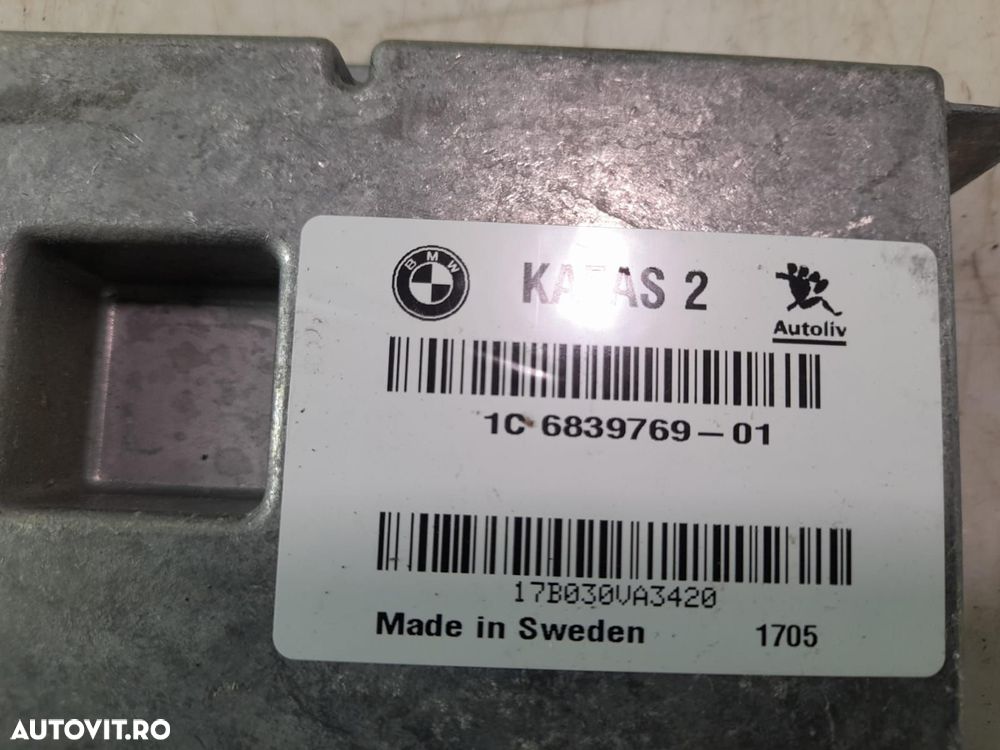 BMW
KAFAS 2
Autoliv
1C 6839769-01
17B030VA3420
Made in Sweden 1705
AUTOVIT.RO